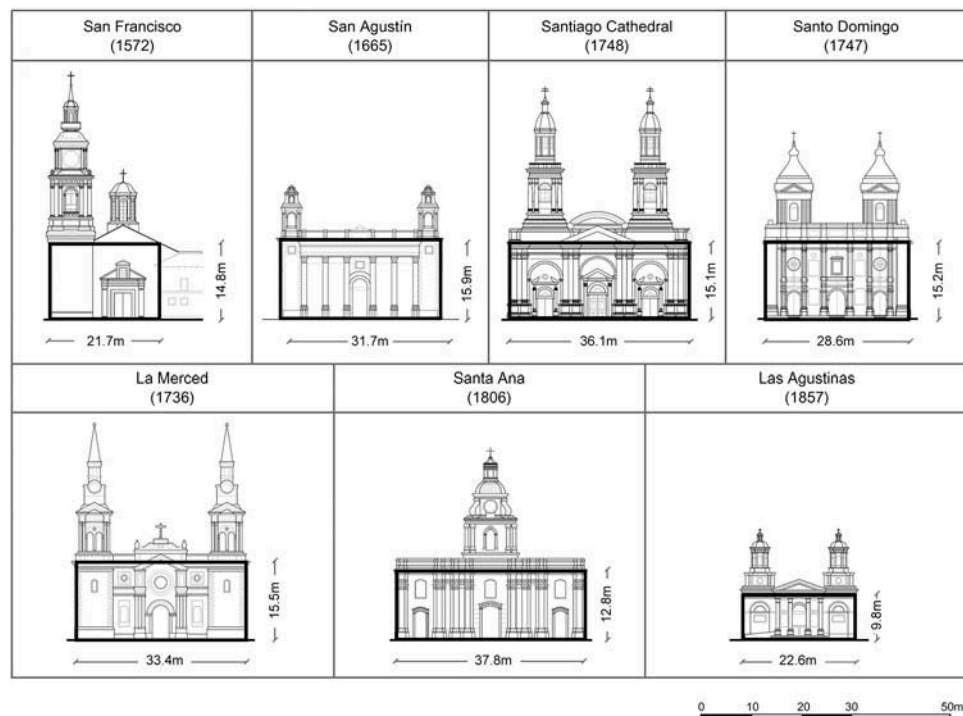 San Francisco
(1572)
San Agustín
(1665)
Santiago Cathedral
(1748)
Santo Domingo
(1747)
14.8m
21.7m
15.9m
31.7m
15.1m
36.1m
15.2m
28.6m
La Merced
(1736)
Santa Ana
(1806)
Las Agustinas
(1857)
15.5m
33.4m
12.8m
37.8m
9.8m
22.6m
0 10 20 30 50m